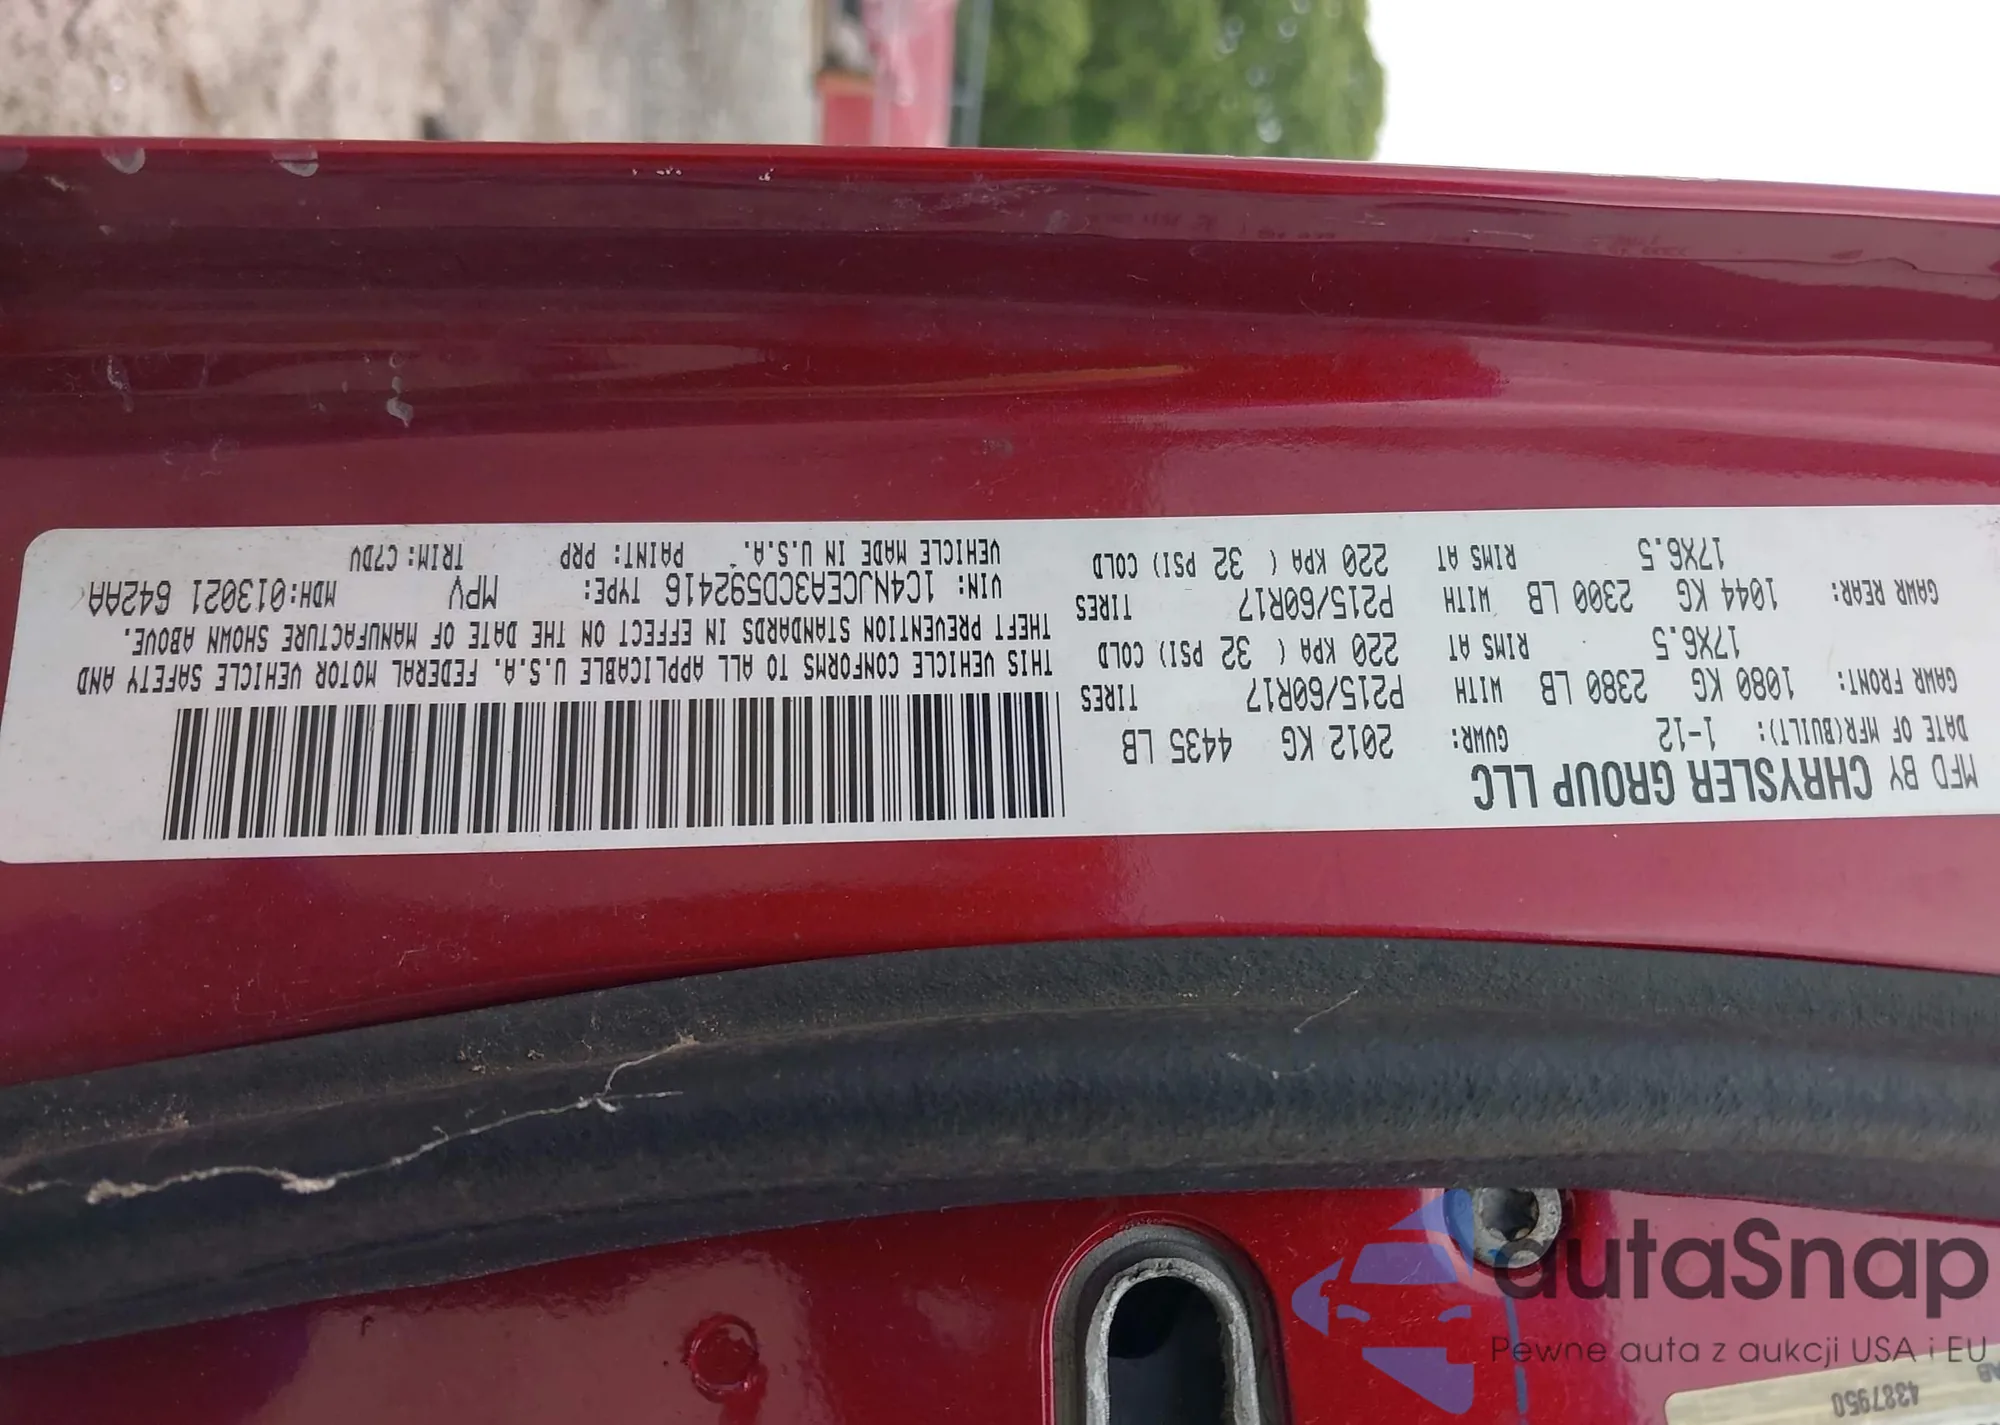 MFD BY CHRYSLER GROUP LLC
DATE OF MFR(BUILT): 1-12 GVWR: 2012 KG 4435 LB
GAWR FRONT: 1080 KG 2380 LB WITH P215/60R17 TIRES
17X6.5 RIMS AT 220 KPA ( 32 PSI) COLD
GAWR REAR: 1044 KG 2300 LB WITH P215/60R17 TIRES
17X6.5 RIMS AT 220 KPA ( 32 PSI) COLD
THIS VEHICLE CONFORMS TO ALL APPLICABLE U.S.A. FEDERAL MOTOR VEHICLE SAFETY AND
THEFT PREVENTION STANDARDS IN EFFECT ON THE DATE OF MANUFACTURE SHOWN ABOVE.
VIN: 1C4NJCEA3CD592416 TYPE: MPV MDH:013021 642AA
VEHICLE MADE IN U.S.A. PAINT: PRP TRIM: C7DV
autaSnap
Pewne auta z aukcji USA i EU
4387950